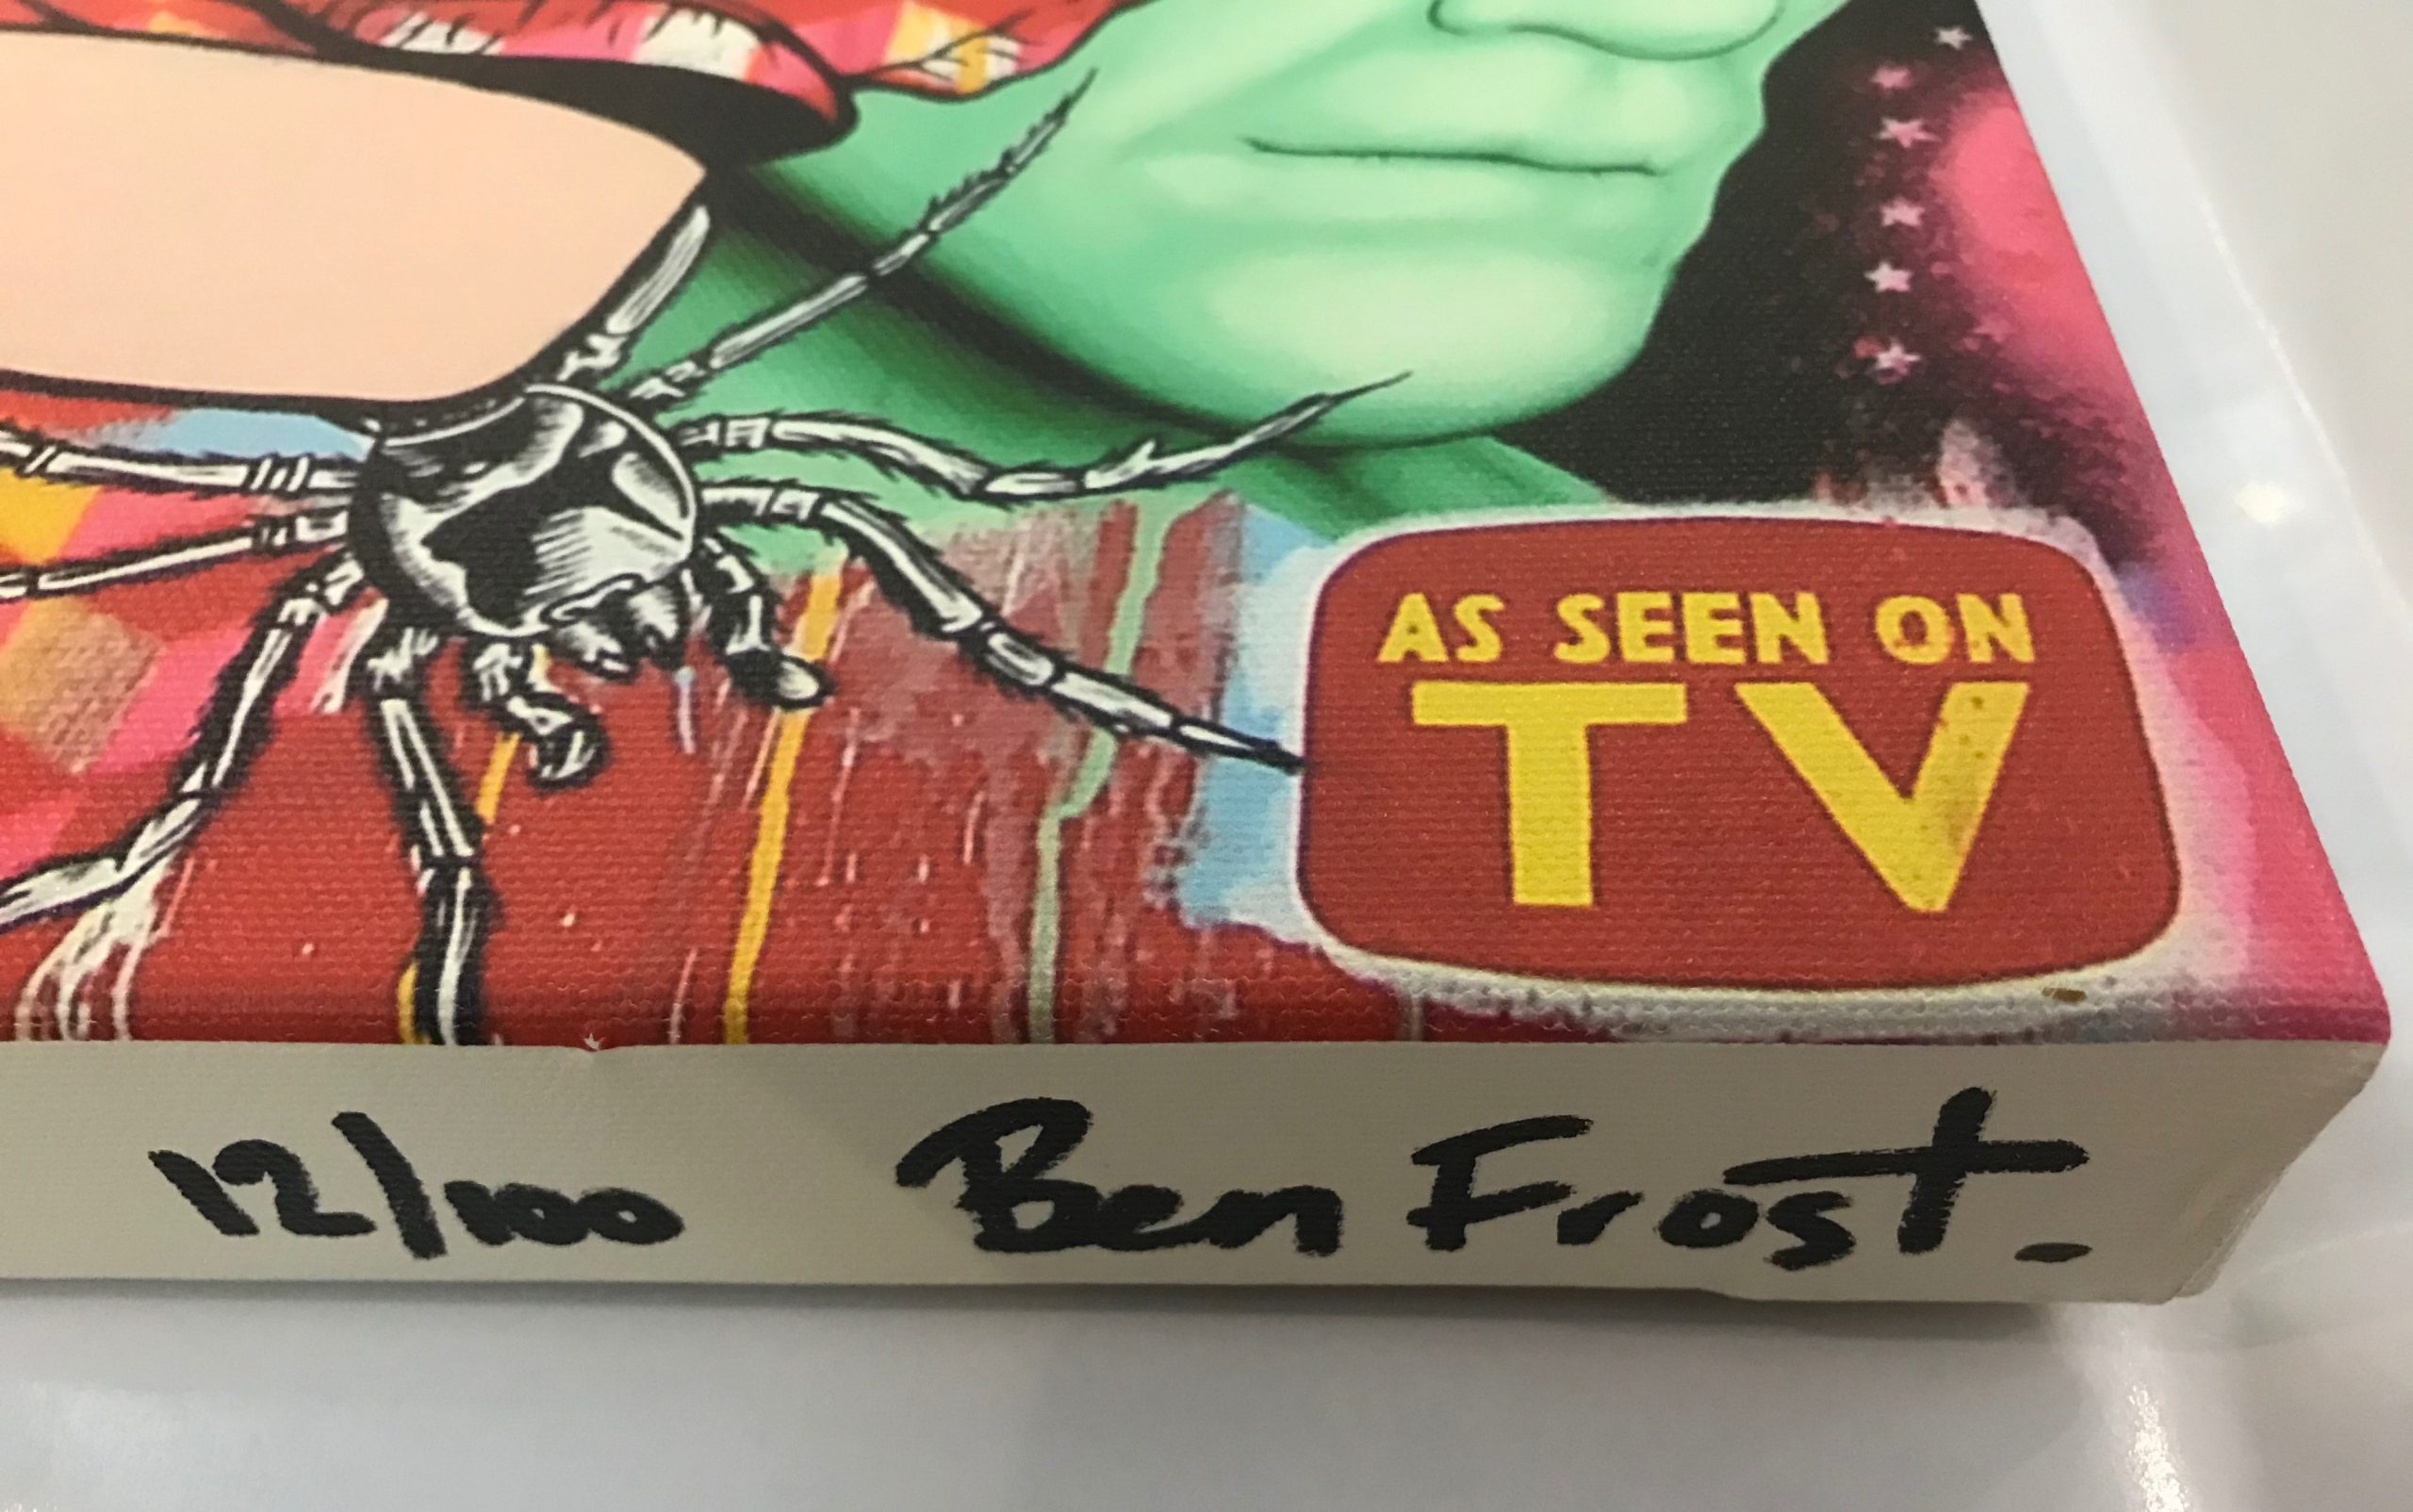 AS SEEN ON
TV
12/100 Ben Frost.